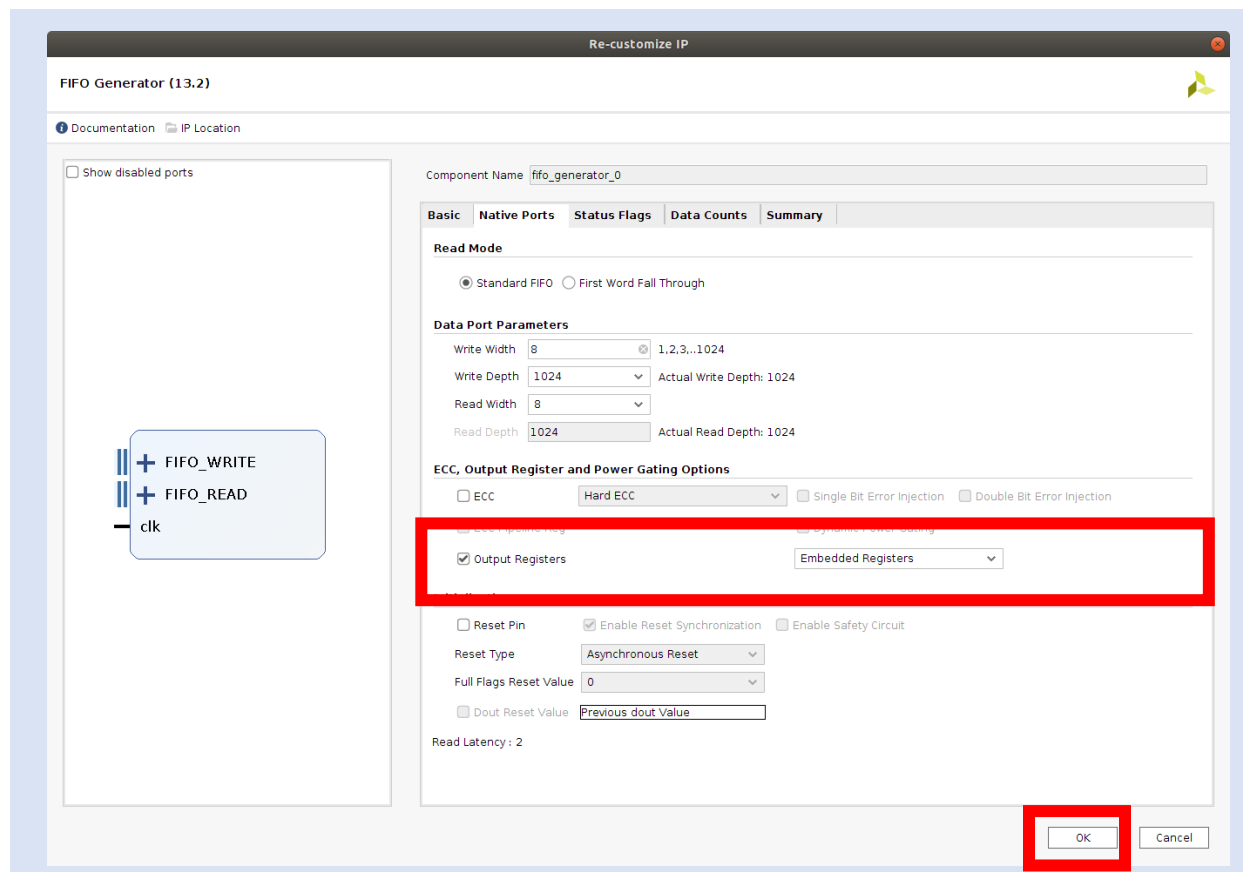 Re-customize IP
FIFO Generator (13.2)
Documentation IP Location
Show disabled ports
Component Name fifo_generator_0
Basic Native Ports Status Flags Data Counts Summary
Read Mode
Standard FIFO First Word Fall Through
Data Port Parameters
Write Width 8 1,2,3,..1024
Write Depth 1024 Actual Write Depth: 1024
Read Width 8
Read Depth 1024 Actual Read Depth: 1024
ECC, Output Register and Power Gating Options
ECC Hard ECC Single Bit Error Injection Double Bit Error Injection
Output Registers Embedded Registers
Reset Pin Enable Reset Synchronization Enable Safety Circuit
Reset Type Asynchronous Reset
Full Flags Reset Value 0
Dout Reset Value Previous dout Value
Read Latency : 2
FIFO_WRITE
FIFO_READ
clk
OK Cancel